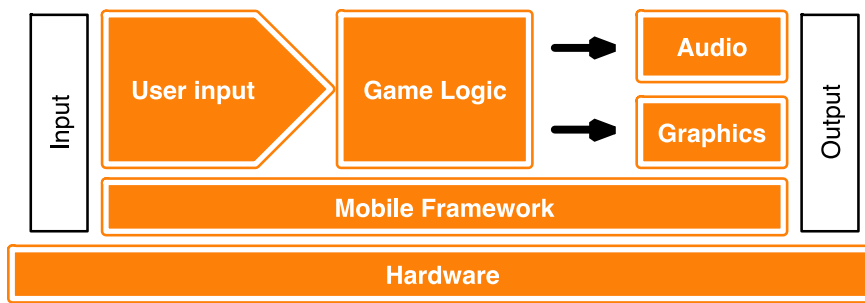 Input
User input
Game Logic
Audio
Graphics
Output
Mobile Framework
Hardware